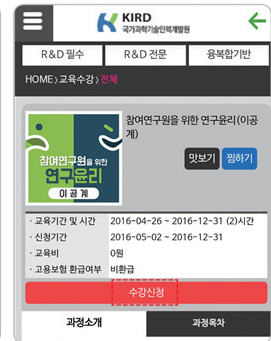 KIRD
국가과학기술인력개발원
R&D 필수 R&D 전문 융복합기반
HOME > 교육수강 > 전체
참여연구원을 위한
연구윤리
이공계
참여연구원을 위한 연구윤리(이공
계)
맛보기 찜하기
· 교육기간 및 시간 2016-04-26 ~ 2016-12-31 (2)시간
· 신청기간 2016-05-02 ~ 2016-12-31
· 교육비 0원
· 고용보험 환급여부 비환급
수강신청
과정소개 과정목차